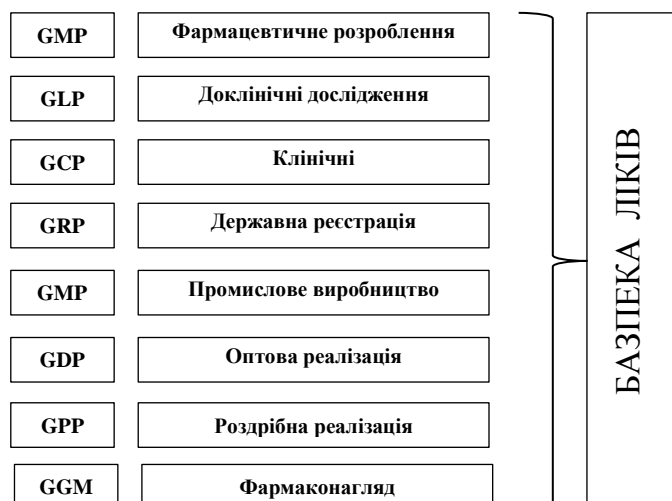 GMP Фармацевтичне розроблення
GLP Доклінічні дослідження
GCP Клінічні
GRP Державна реєстрація
GMP Промислове виробництво
GDP Оптова реалізація
GPP Роздрібна реалізація
GGM Фармаконагляд
БАЗПЕКА ЛІКІВ